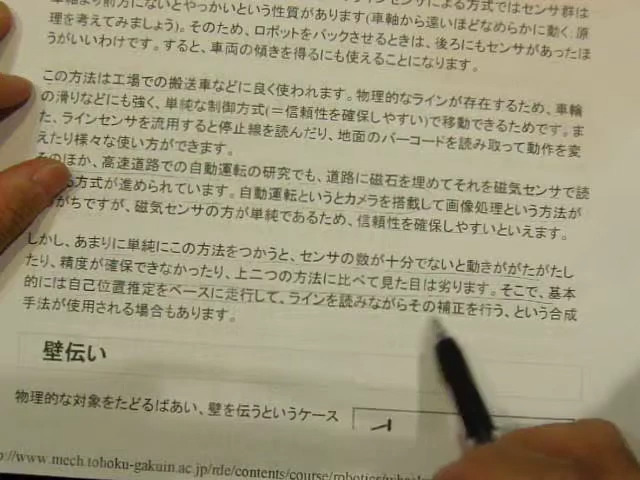 センサによる方式ではセンサ群は
前方にないとやっかいという性質があります(車軸から遠いほどなめらかに動く、原
理を考えてみましょう)。そのため、ロボットをバックさせるときは、後ろにもセンサがあったほ
うがいいわけです。すると、車両の傾きを得るにも使えることになります。
この方法は工場での搬送車などに良く使われます。物理的なラインが存在するため、車輪
の滑りなどにも強く、単純な制御方式(=信頼性を確保しやすい)で移動できるためです。ま
た、ラインセンサを流用すると停止線を読んだり、地面のバーコードを読み取って動作を変
えたり様々な使い方ができます。
そのほか、高速道路での自動運転の研究でも、道路に磁石を埋めてそれを磁気センサで読
る方式が進められています。自動運転というとカメラを搭載して画像処理という方法が
がちですが、磁気センサの方が単純であるため、信頼性を確保しやすいといえます。
しかし、あまりに単純にこの方法をつかうと、センサの数が十分でないと動きががたがたし
たり、精度が確保できなかったり、上二つの方法に比べて見た目は劣ります。そこで、基本
的には自己位置推定をベースに走行して、ラインを読みながらその補正を行う、という合成
手法が使用される場合もあります。
壁伝い
物理的な対象をたどるばあい、壁を伝うというケース
p://www.mech.tohoku-gakuin.ac.jp/rde/contents/course/robotics/wheel